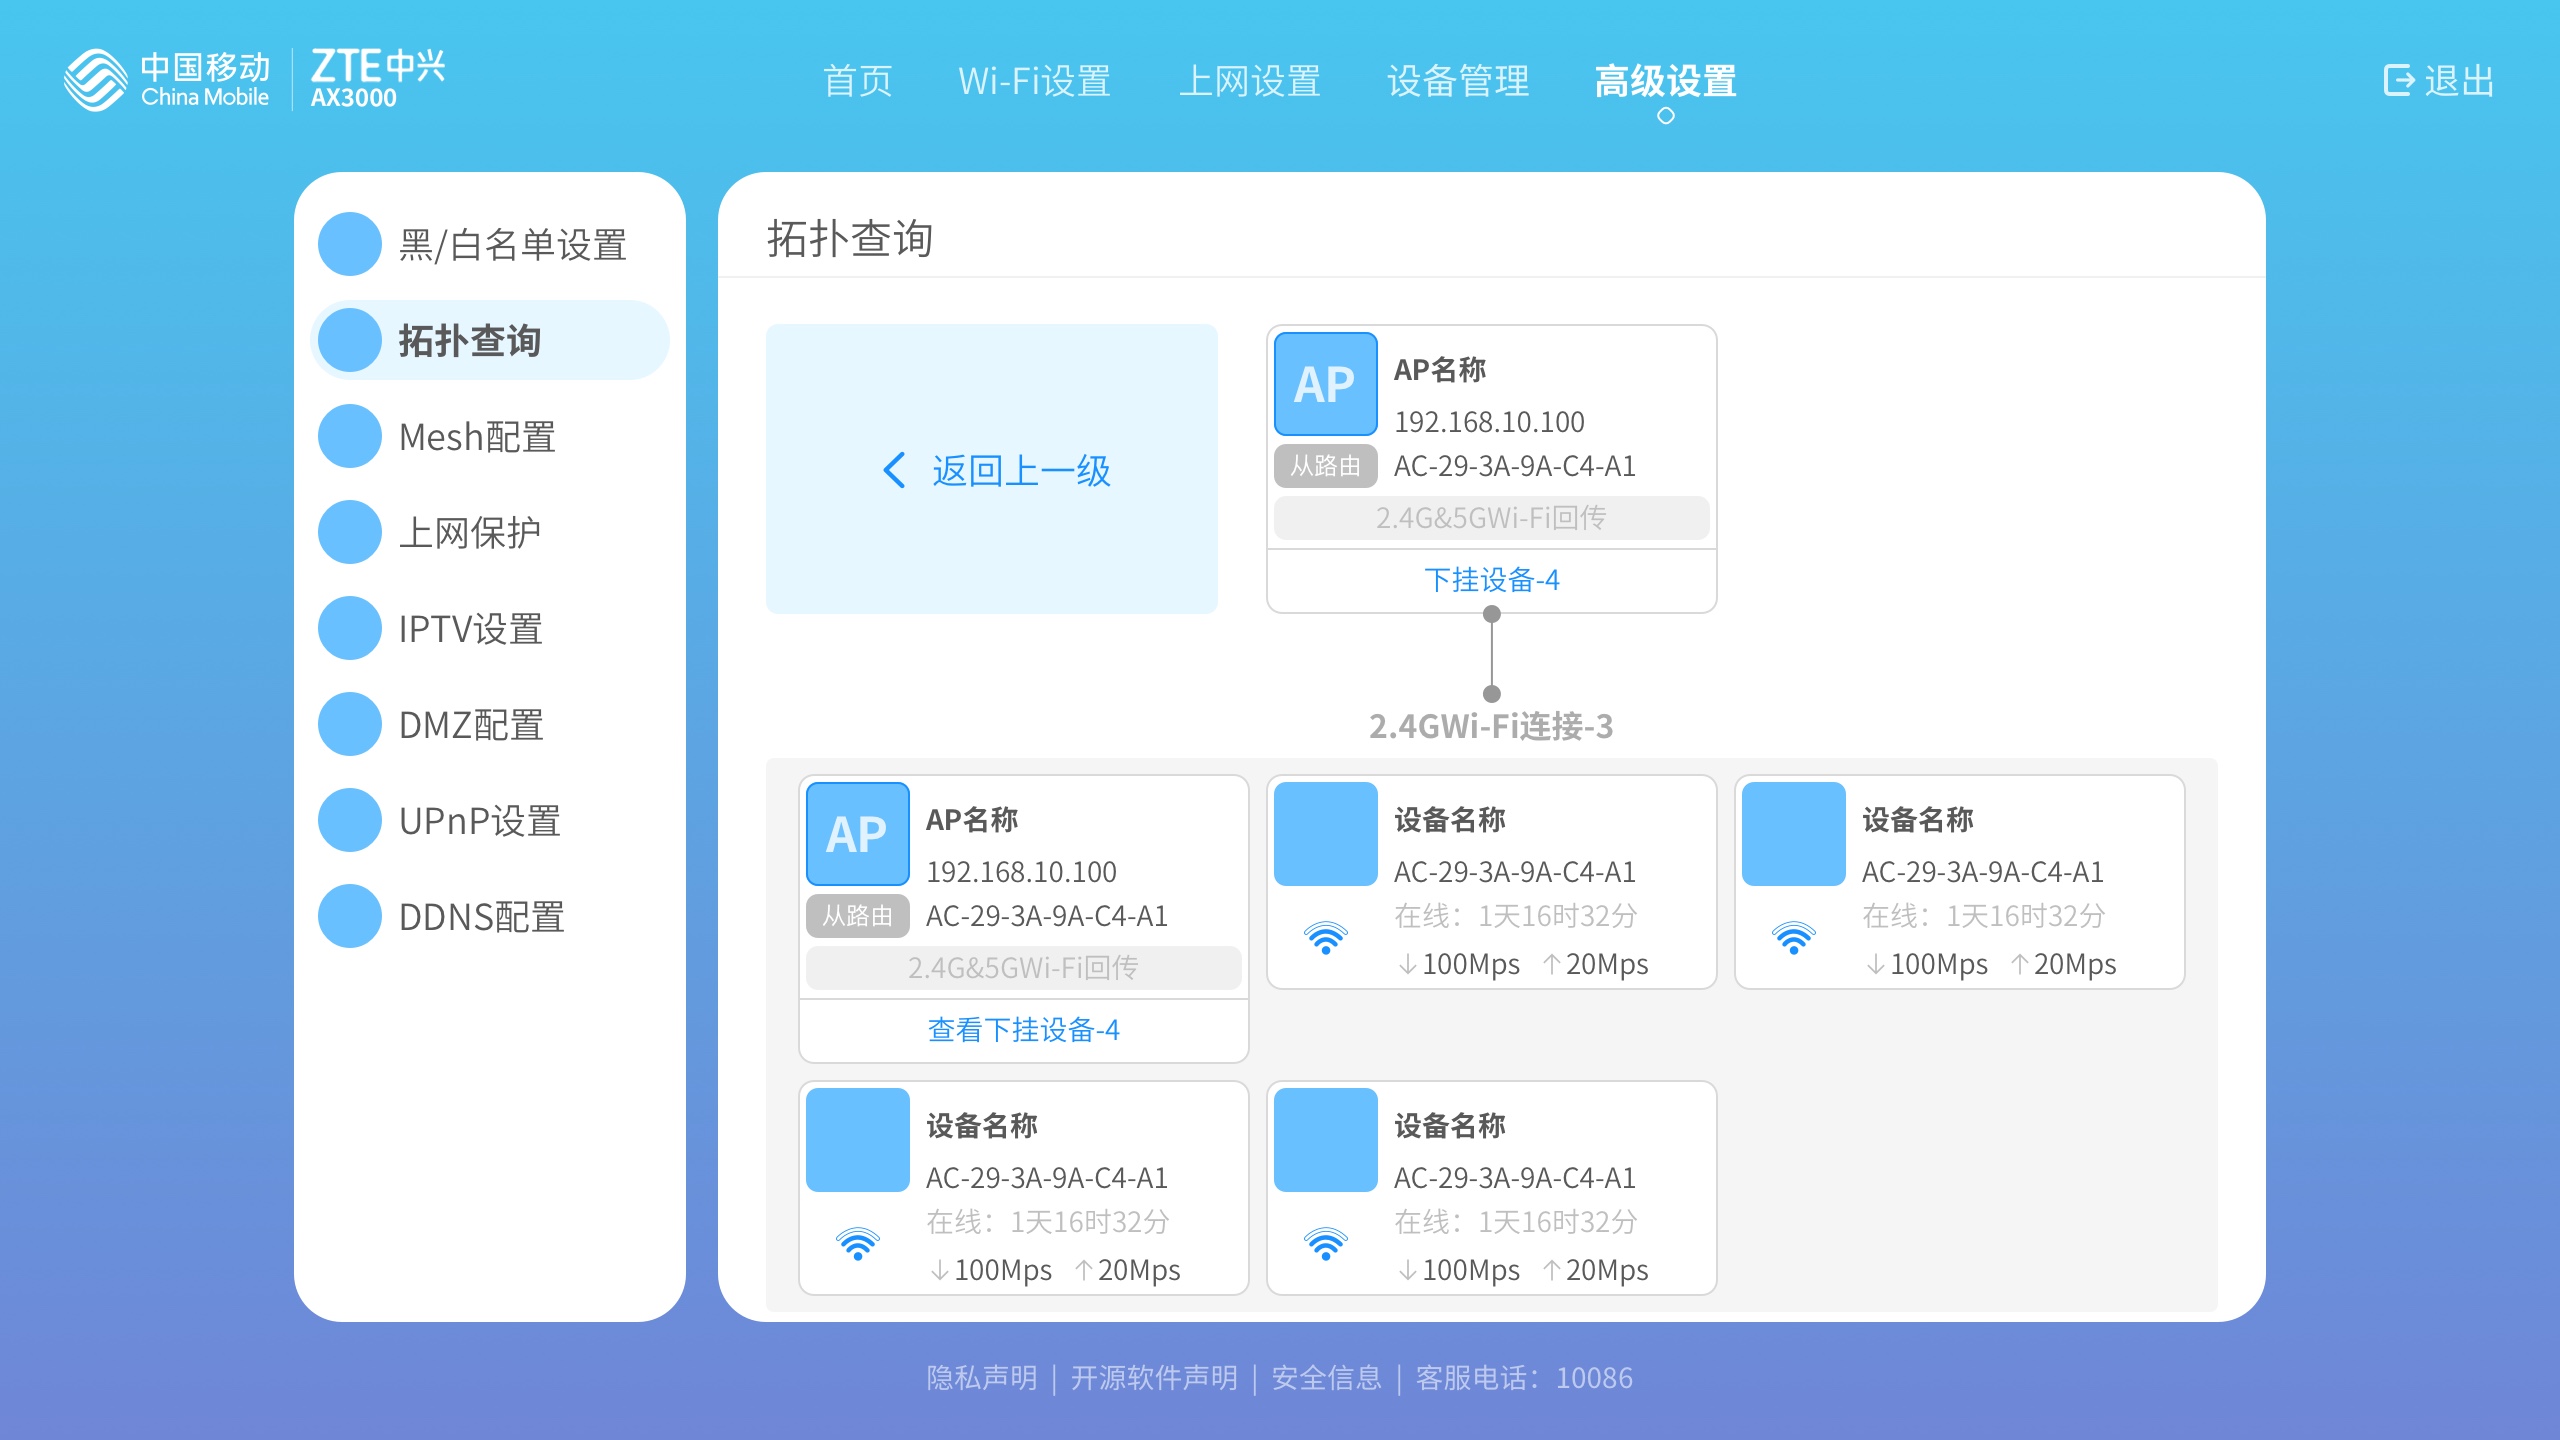 中国移动
China Mobile
ZTE中兴
AX3000
首页
Wi-Fi设置
上网设置
设备管理
高级设置
退出
黑/白名单设置
拓扑查询
Mesh配置
上网保护
IPTV设置
DMZ配置
UPnP设置
DDNS配置
拓扑查询
返回上一级
AP
AP名称
192.168.10.100
从路由
AC-29-3A-9A-C4-A1
2.4G&5GWi-Fi回传
下挂设备-4
2.4GWi-Fi连接-3
AP
AP名称
192.168.10.100
从路由
AC-29-3A-9A-C4-A1
2.4G&5GWi-Fi回传
查看下挂设备-4
设备名称
AC-29-3A-9A-C4-A1
在线：1天16时32分
↓100Mps ↑20Mps
设备名称
AC-29-3A-9A-C4-A1
在线：1天16时32分
↓100Mps ↑20Mps
设备名称
AC-29-3A-9A-C4-A1
在线：1天16时32分
↓100Mps ↑20Mps
设备名称
AC-29-3A-9A-C4-A1
在线：1天16时32分
↓100Mps ↑20Mps
隐私声明 | 开源软件声明 | 安全信息 | 客服电话：10086